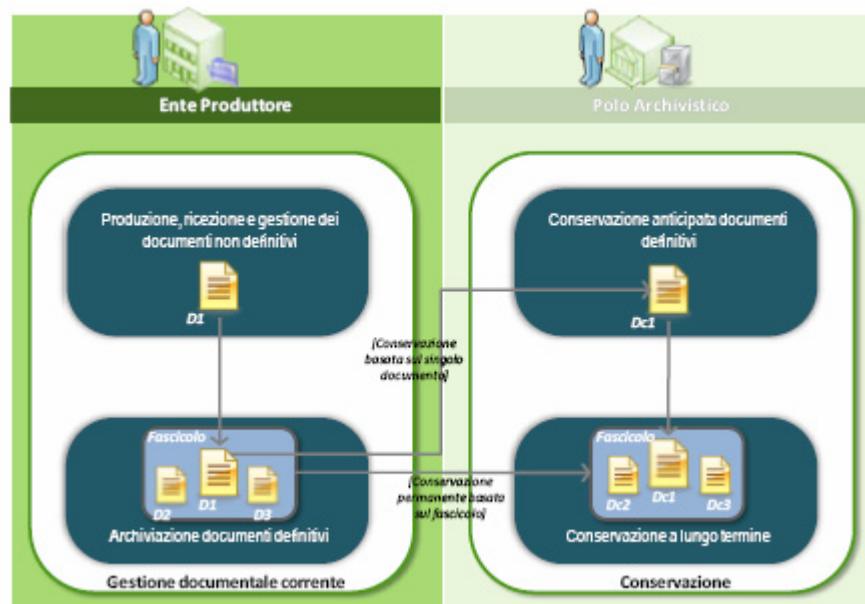 Ente Produttore
Polo Archivistico
Produzione, ricezione e gestione dei
documenti non definitivi
D1
Conservazione anticipata documenti
definitivi
Dc1
[Conservazione
basata sul singolo
documento]
Fascicolo
D2
D1
D3
Archiviazione documenti definitivi
[Conservazione
permanente basata
sul fascicolo]
Fascicolo
Dc2
Dc1
Dc3
Conservazione a lungo termine
Gestione documentale corrente
Conservazione